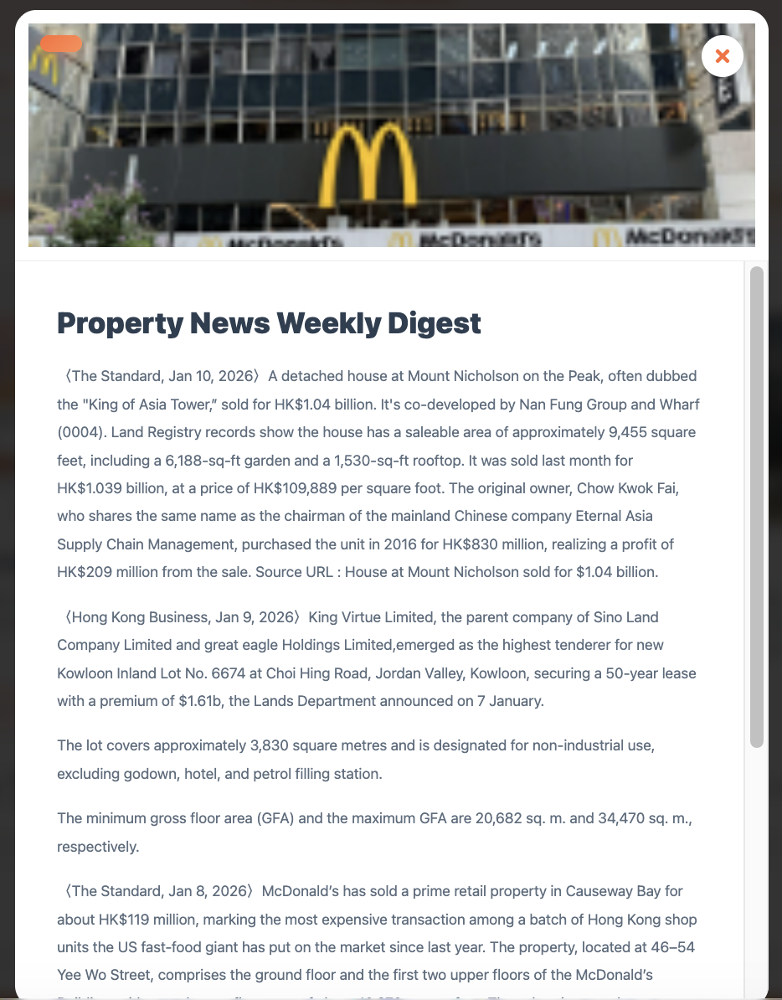 McDonald's McDonald's McDonald's
Property News Weekly Digest
〈The Standard, Jan 10, 2026〉A detached house at Mount Nicholson on the Peak, often dubbed
the "King of Asia Tower,” sold for HK$1.04 billion. It's co-developed by Nan Fung Group and Wharf
(0004). Land Registry records show the house has a saleable area of approximately 9,455 square
feet, including a 6,188-sq-ft garden and a 1,530-sq-ft rooftop. It was sold last month for
HK$1.039 billion, at a price of HK$109,889 per square foot. The original owner, Chow Kwok Fai,
who shares the same name as the chairman of the mainland Chinese company Eternal Asia
Supply Chain Management, purchased the unit in 2016 for HK$830 million, realizing a profit of
HK$209 million from the sale. Source URL : House at Mount Nicholson sold for $1.04 billion.
〈Hong Kong Business, Jan 9, 2026〉King Virtue Limited, the parent company of Sino Land
Company Limited and great eagle Holdings Limited,emerged as the highest tenderer for new
Kowloon Inland Lot No. 6674 at Choi Hing Road, Jordan Valley, Kowloon, securing a 50-year lease
with a premium of $1.61b, the Lands Department announced on 7 January.
The lot covers approximately 3,830 square metres and is designated for non-industrial use,
excluding godown, hotel, and petrol filling station.
The minimum gross floor area (GFA) and the maximum GFA are 20,682 sq. m. and 34,470 sq. m.,
respectively.
〈The Standard, Jan 8, 2026〉McDonald’s has sold a prime retail property in Causeway Bay for
about HK$119 million, marking the most expensive transaction among a batch of Hong Kong shop
units the US fast-food giant has put on the market since last year. The property, located at 46–54
Yee Wo Street, comprises the ground floor and the first two upper floors of the McDonald’s